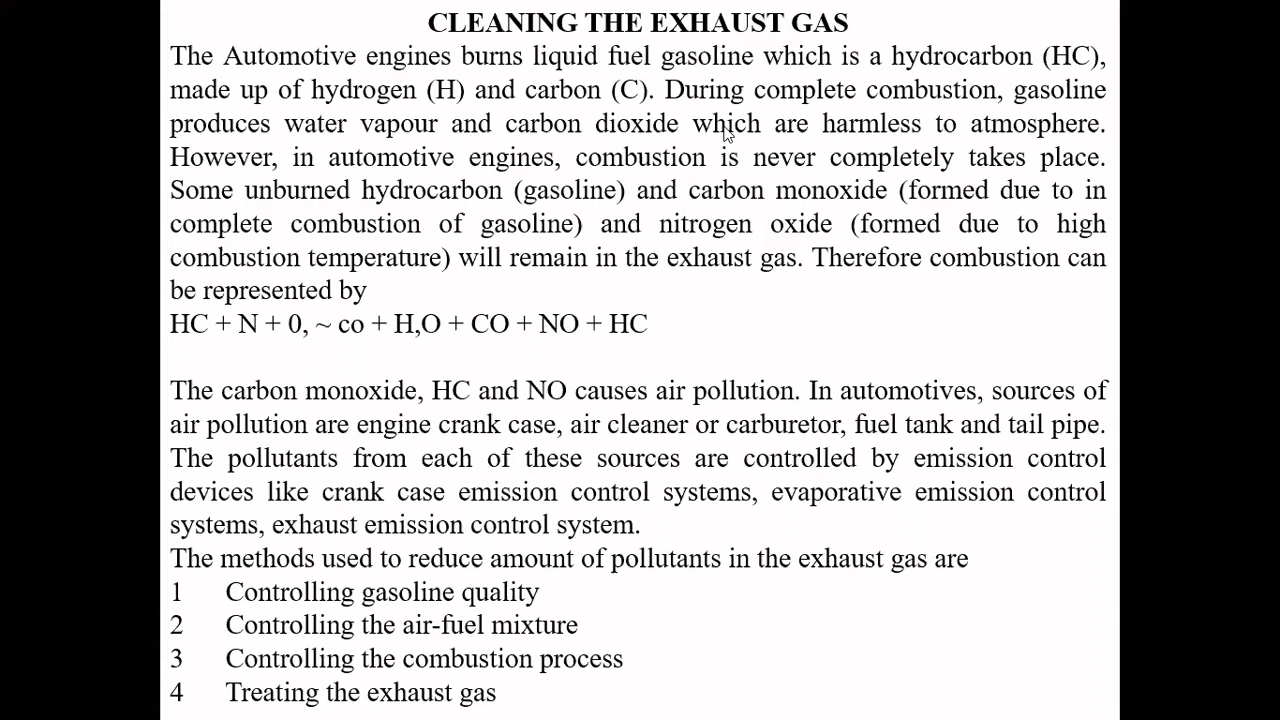 CLEANING THE EXHAUST GAS
The Automotive engines burns liquid fuel gasoline which is a hydrocarbon (HC),
made up of hydrogen (H) and carbon (C). During complete combustion, gasoline
produces water vapour and carbon dioxide which are harmless to atmosphere.
However, in automotive engines, combustion is never completely takes place.
Some unburned hydrocarbon (gasoline) and carbon monoxide (formed due to in
complete combustion of gasoline) and nitrogen oxide (formed due to high
combustion temperature) will remain in the exhaust gas. Therefore combustion can
be represented by
HC + N + 0, ~ co + H,O + CO + NO + HC
The carbon monoxide, HC and NO causes air pollution. In automotives, sources of
air pollution are engine crank case, air cleaner or carburetor, fuel tank and tail pipe.
The pollutants from each of these sources are controlled by emission control
devices like crank case emission control systems, evaporative emission control
systems, exhaust emission control system.
The methods used to reduce amount of pollutants in the exhaust gas are
1 Controlling gasoline quality
2 Controlling the air-fuel mixture
3 Controlling the combustion process
4 Treating the exhaust gas